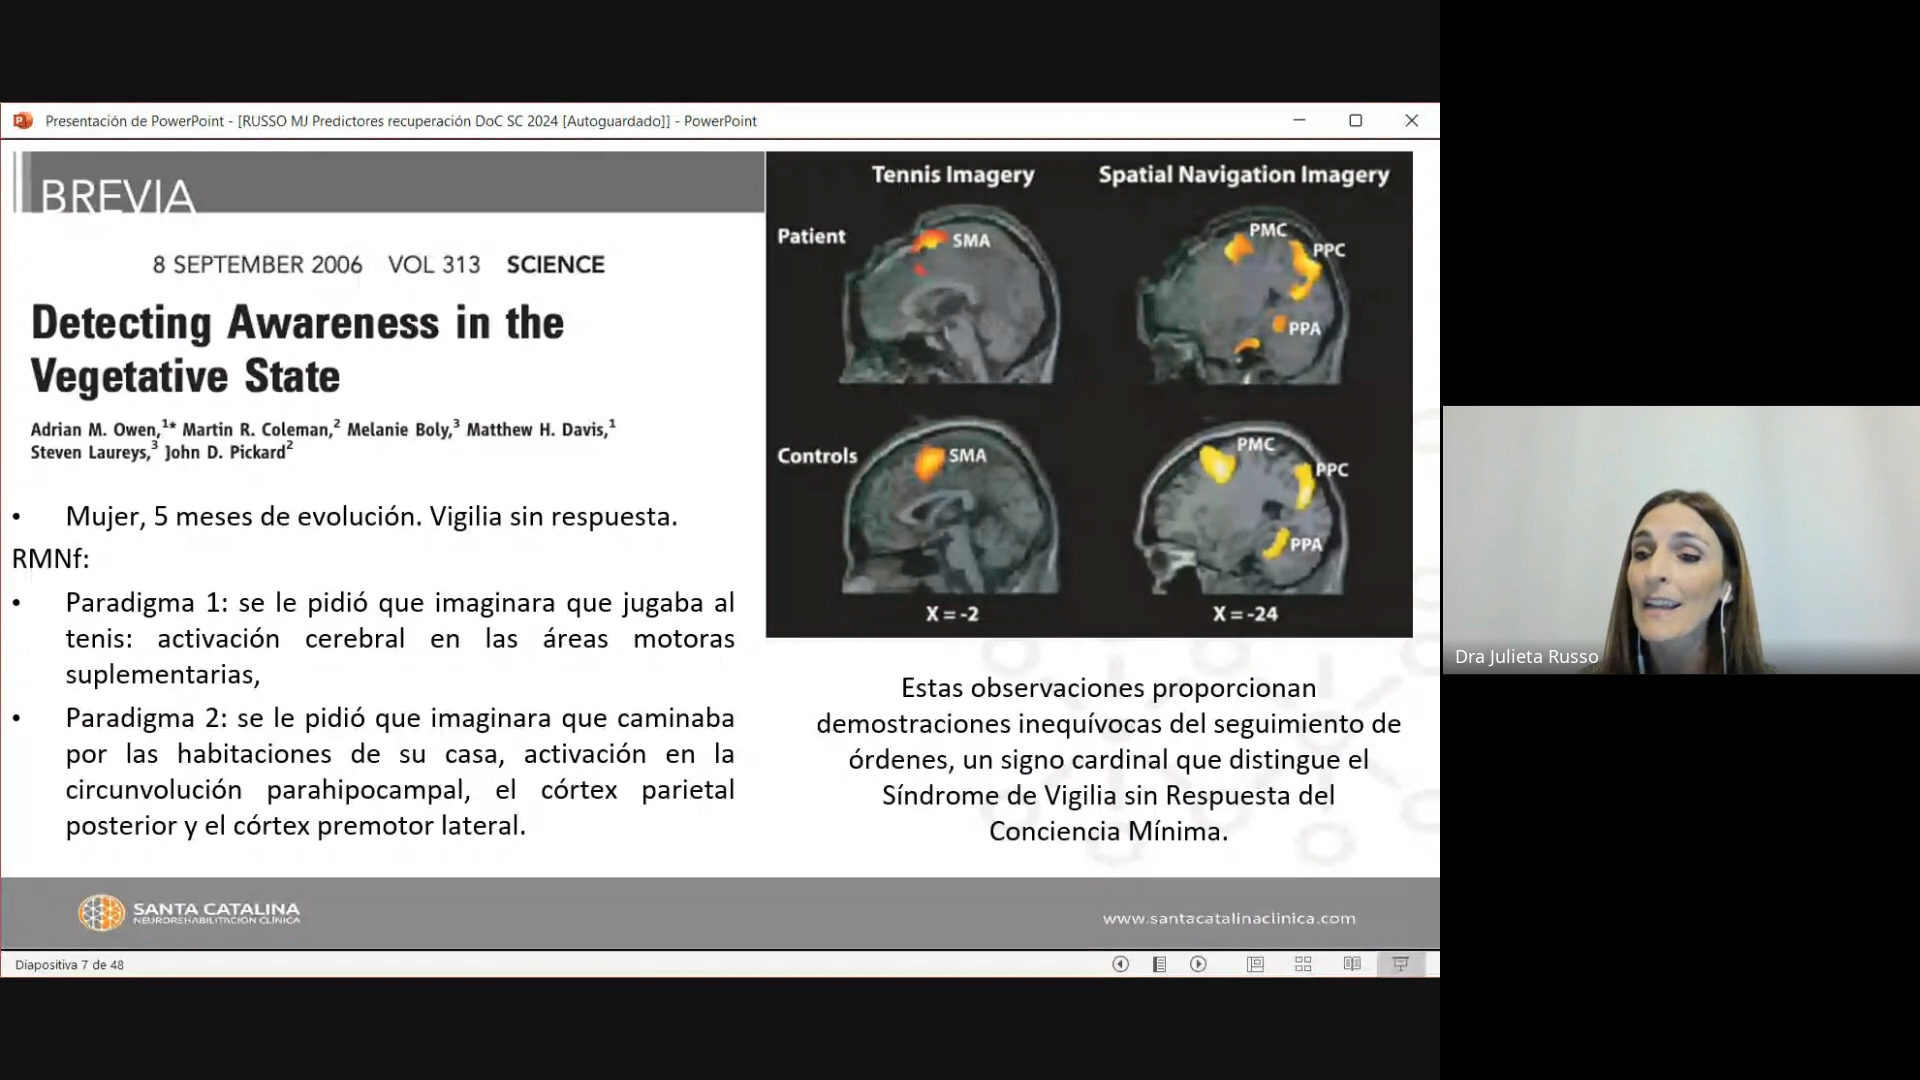 Presentación de PowerPoint - [RUSSO MJ Predictores recuperación DoC SC 2024 [Autoguardado]] - PowerPoint
BREVIA
8 SEPTEMBER 2006 VOL 313 SCIENCE
Detecting Awareness in the
Vegetative State
Adrian M. Owen,1* Martin R. Coleman,2 Melanie Boly,3 Matthew H. Davis,1
Steven Laureys,3 John D. Pickard2
• Mujer, 5 meses de evolución. Vigilia sin respuesta.
RMNf:
• Paradigma 1: se le pidió que imaginara que jugaba al
tenis: activación cerebral en las áreas motoras
suplementarias,
• Paradigma 2: se le pidió que imaginara que caminaba
por las habitaciones de su casa, activación en la
circunvolución parahipocampal, el córtex parietal
posterior y el córtex premotor lateral.
Tennis Imagery
Spatial Navigation Imagery
Patient
SMA
PMC
PPC
PPA
Controls
SMA
PMC
PPC
PPA
X = -2
X = -24
Estas observaciones proporcionan
demostraciones inequívocas del seguimiento de
órdenes, un signo cardinal que distingue el
Síndrome de Vigilia sin Respuesta del
Conciencia Mínima.
Dra Julieta Russo
SANTA CATALINA
NEUROREHABILITACIÓN CLÍNICA
www.santacatalinaclinica.com
Diapositiva 7 de 48